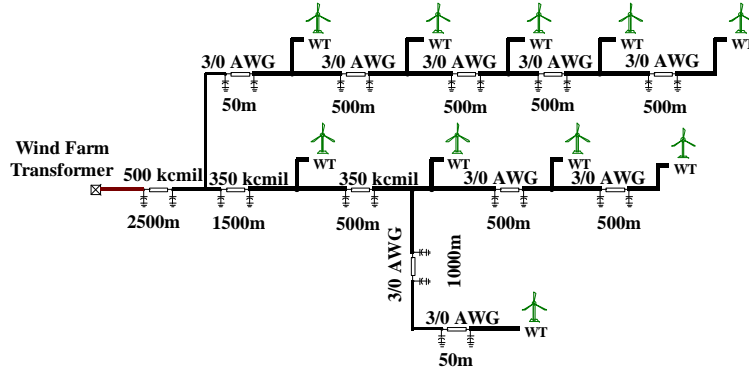 WT
WT
WT
WT
WT
3/0 AWG
3/0 AWG
3/0 AWG
3/0 AWG
3/0 AWG
50m
500m
500m
500m
500m
Wind Farm
Transformer
WT
WT
WT
WT
500 kcmil
350 kcmil
350 kcmil
3/0 AWG
3/0 AWG
2500m
1500m
500m
500m
500m
3/0 AWG
1000m
3/0 AWG
WT
50m